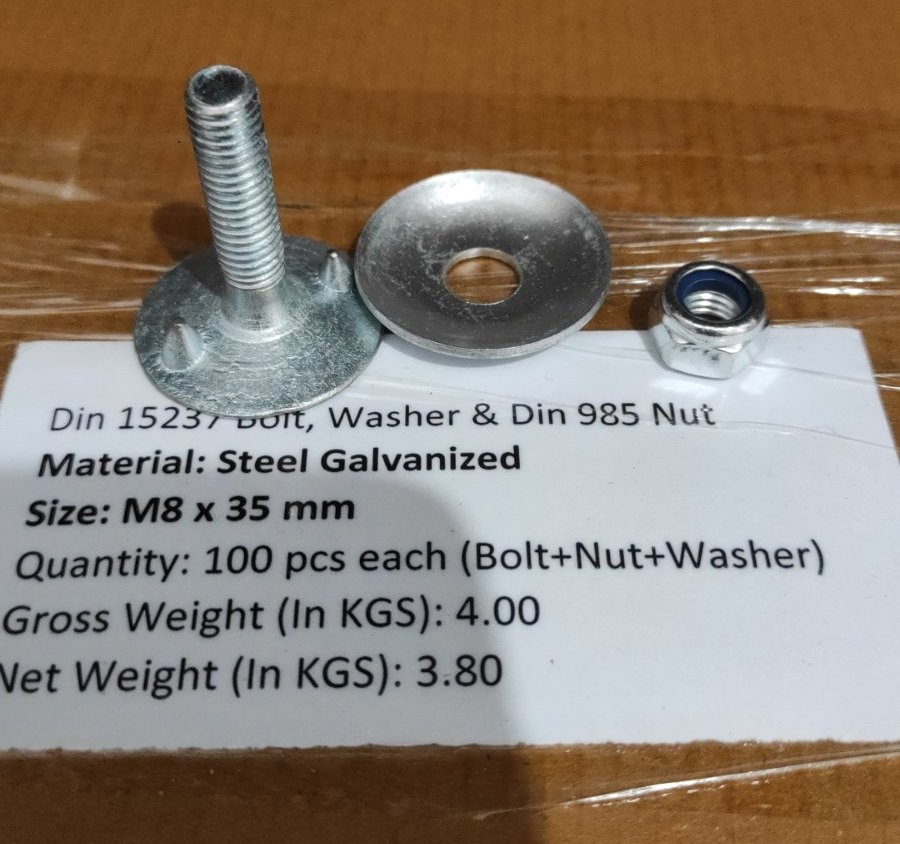 Din 15237 Bolt, Washer & Din 985 Nut
Material: Steel Galvanized
Size: M8 x 35 mm
Quantity: 100 pcs each (Bolt+Nut+Washer)
Gross Weight (In KGS): 4.00
Net Weight (In KGS): 3.80